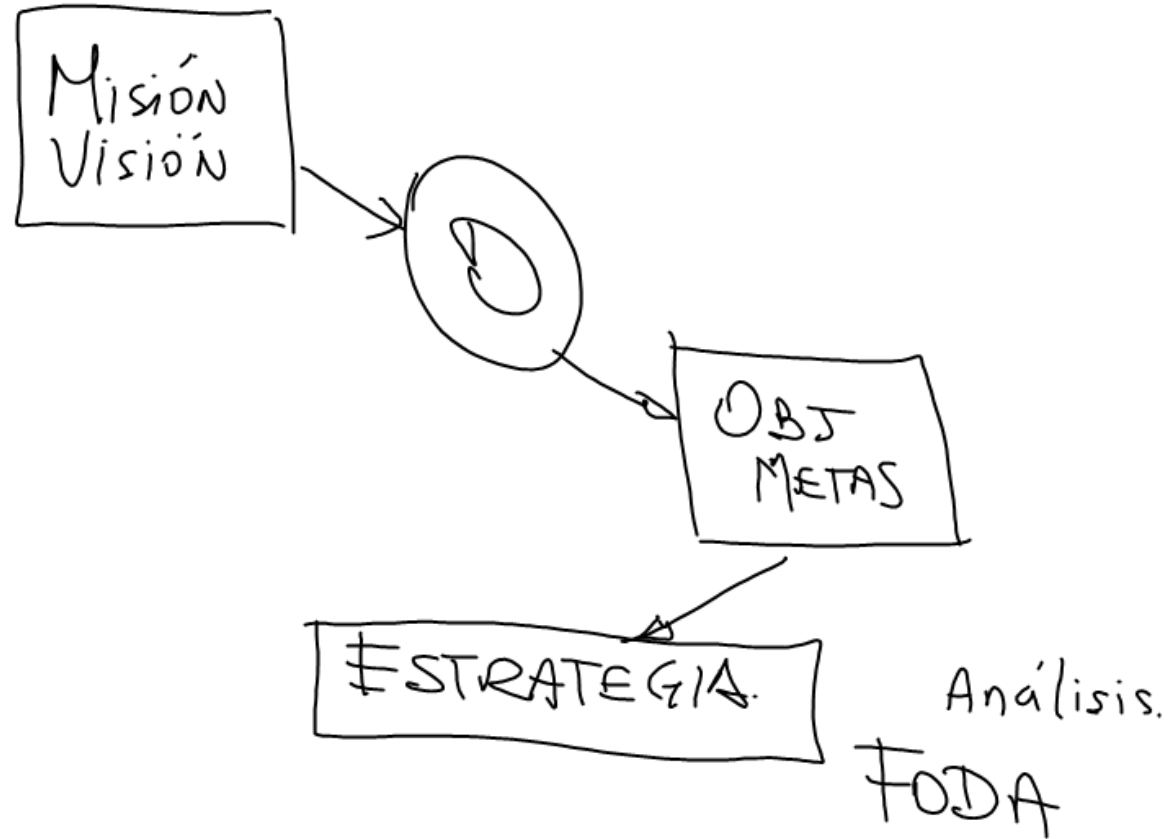 Misión
Visión
OBJ
METAS
ESTRATEGIA.
Análisis.
FODA